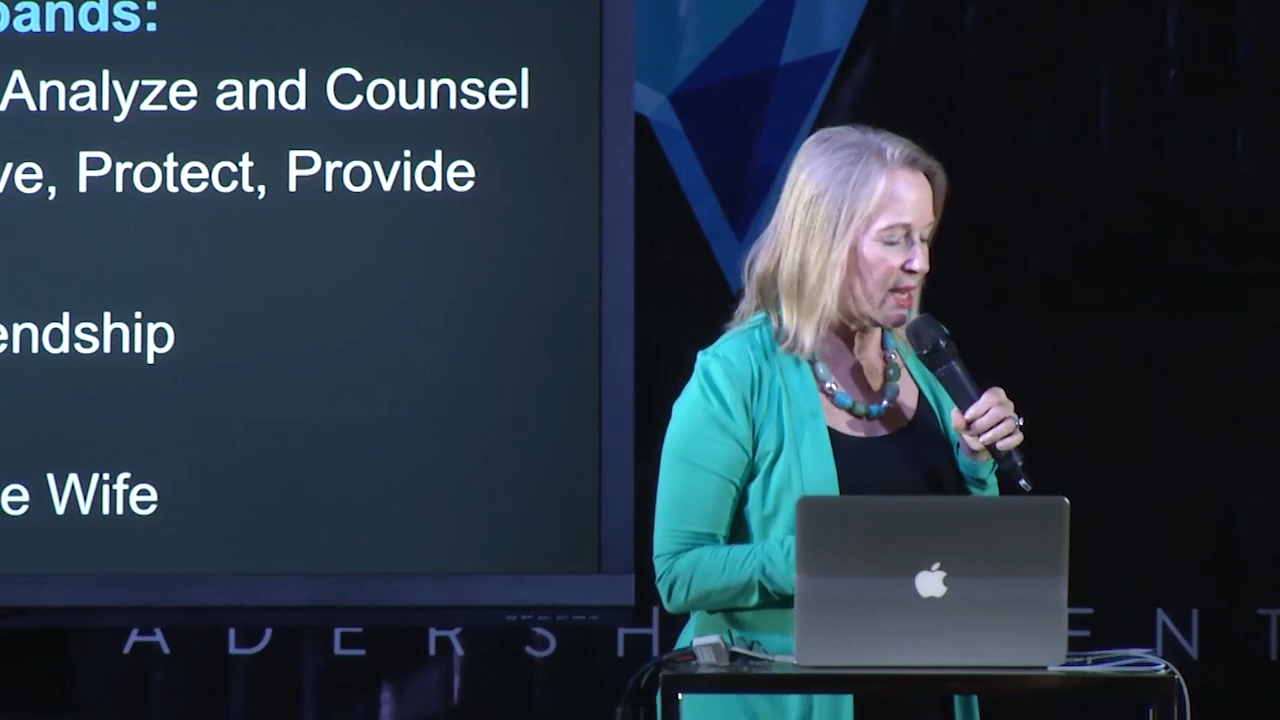 bands:
Analyze and Counsel
ve, Protect, Provide
endship
e Wife
ADERSH ENT